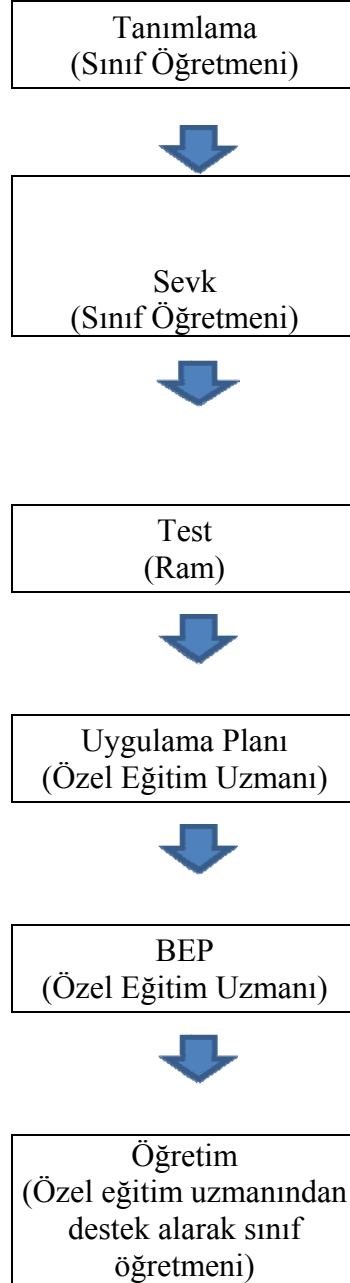 Tanımlama
(Sınıf Öğretmeni)
Sevk
(Sınıf Öğretmeni)
Test
(Ram)
Uygulama Planı
(Özel Eğitim Uzmanı)
BEP
(Özel Eğitim Uzmanı)
Öğretim
(Özel eğitim uzmanından
destek alarak sınıf
öğretmeni)